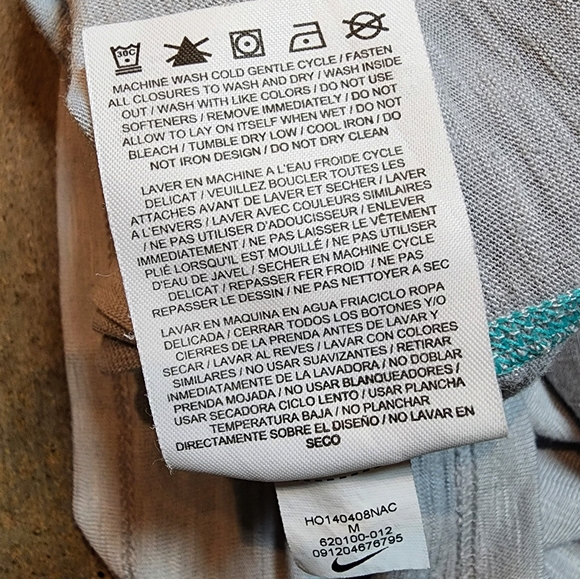 30C
MACHINE WASH COLD GENTLE CYCLE / FASTEN
ALL CLOSURES TO WASH AND DRY / WASH INSIDE
OUT / WASH WITH LIKE COLORS / DO NOT USE
SOFTENERS / REMOVE IMMEDIATELY / DO NOT
ALLOW TO LAY ON ITSELF WHEN WET / DO NOT
BLEACH / TUMBLE DRY LOW / COOL IRON / DO
NOT IRON DESIGN / DO NOT DRY CLEAN
LAVER EN MACHINE A L'EAU FROIDE CYCLE
DELICAT / VEUILLEZ BOUCLER TOUTES LES
ATTACHES AVANT DE LAVER ET SECHER / LAVER
A L'ENVERS / LAVER AVEC COULEURS SIMILAIRES
/ NE PAS UTILISER D'ADOUCISSEUR / ENLEVER
IMMEDIATEMENT / NE PAS LAISSER LE VÊTEMENT
PLIÉ LORSQU'IL EST MOUILLÉ / NE PAS UTILISER
D'EAU DE JAVEL / SECHER EN MACHINE CYCLE
DELICAT / REPASSER FER FROID / NE PAS
REPASSER LE DESSIN / NE PAS NETTOYER A SEC
LAVAR EN MAQUINA EN AGUA FRIACICLO ROPA
DELICADA / CERRAR TODOS LOS BOTONES Y/O
CIERRES DE LA PRENDA ANTES DE LAVAR Y
SECAR / LAVAR AL REVES / LAVAR CON COLORES
SIMILARES / NO USAR SUAVIZANTES / RETIRAR
INMEDIATAMENTE DE LA LAVADORA / NO DOBLAR
PRENDA MOJADA / NO USAR BLANQUEADORES /
USAR SECADORA CICLO LENTO / USAR PLANCHA
TEMPERATURA BAJA / NO PLANCHAR
DIRECTAMENTE SOBRE EL DISEÑO / NO LAVAR EN
SECO
HO140408NAC
M
620100-012
091204676795